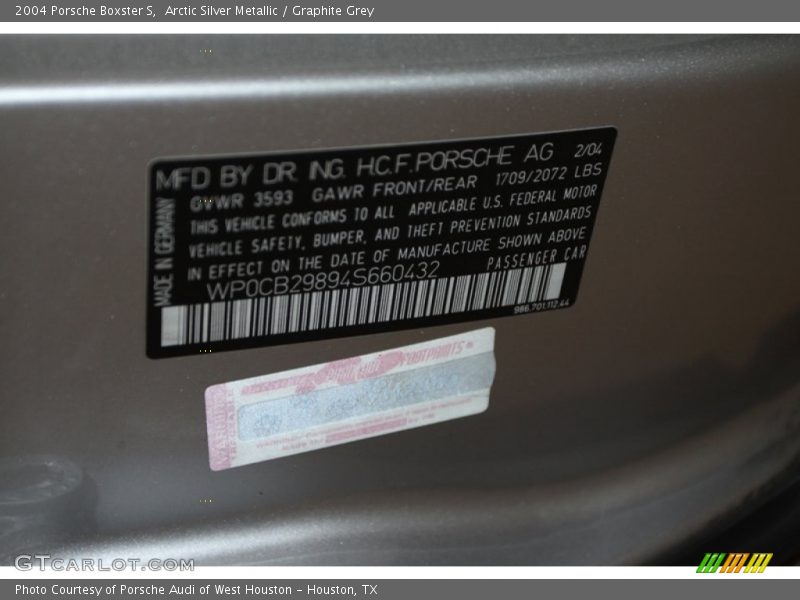 2004 Porsche Boxster S,  Arctic Silver Metallic / Graphite Grey
MFD BY DR. ING. H.C.F. PORSCHE AG 2/04
GVWR 3593 GAWR FRONT/REAR 1709/2072 LBS
THIS VEHICLE CONFORMS TO ALL APPLICABLE U.S. FEDERAL MOTOR
VEHICLE SAFETY, BUMPER, AND THEFT PREVENTION STANDARDS
IN EFFECT ON THE DATE OF MANUFACTURE SHOWN ABOVE
WP0CB29894S660432 PASSENGER CAR
986.701.112.44
MADE IN GERMANY
FOOTPRINTS
GTCARLOT.COM
Photo Courtesy of Porsche Audi of West Houston - Houston, TX